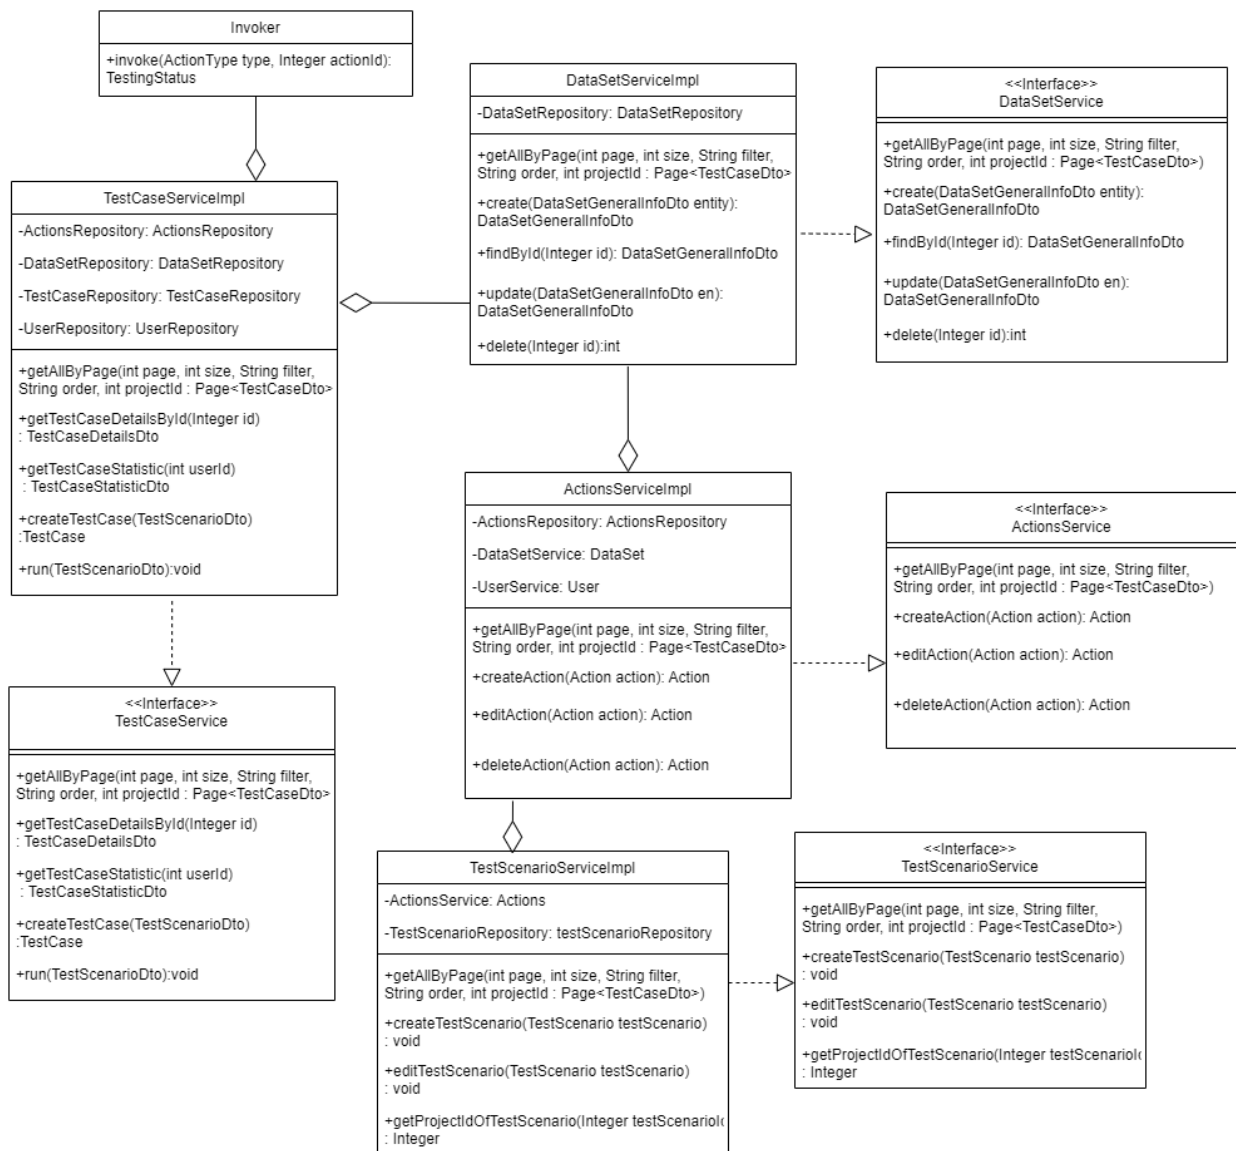 Invoker
+invoke(ActionType type, Integer actionId):
TestingStatus
DataSetServiceImpl
-DataSetRepository: DataSetRepository
+getAllByPage(int page, int size, String filter,
String order, int projectId : Page<TestCaseDto>
+create(DataSetGeneralInfoDto entity):
DataSetGeneralInfoDto
+findById(Integer id): DataSetGeneralInfoDto
+update(DataSetGeneralInfoDto en):
DataSetGeneralInfoDto
+delete(Integer id):int
<<Interface>>
DataSetService
+getAllByPage(int page, int size, String filter,
String order, int projectId : Page<TestCaseDto>)
+create(DataSetGeneralInfoDto entity):
DataSetGeneralInfoDto
+findById(Integer id): DataSetGeneralInfoDto
+update(DataSetGeneralInfoDto en):
DataSetGeneralInfoDto
+delete(Integer id):int
TestCaseServiceImpl
-ActionsRepository: ActionsRepository
-DataSetRepository: DataSetRepository
-TestCaseRepository: TestCaseRepository
-UserRepository: UserRepository
+getAllByPage(int page, int size, String filter,
String order, int projectId : Page<TestCaseDto>
+getTestCaseDetailsById(Integer id)
: TestCaseDetailsDto
+getTestCaseStatistic(int userId)
: TestCaseStatisticDto
+createTestCase(TestScenarioDto)
:TestCase
+run(TestScenarioDto):void
ActionsServiceImpl
-ActionsRepository: ActionsRepository
-DataSetService: DataSet
-UserService: User
+getAllByPage(int page, int size, String filter,
String order, int projectId : Page<TestCaseDto>
+createAction(Action action): Action
+editAction(Action action): Action
+deleteAction(Action action): Action
<<Interface>>
ActionsService
+getAllByPage(int page, int size, String filter,
String order, int projectId : Page<TestCaseDto>)
+createAction(Action action): Action
+editAction(Action action): Action
+deleteAction(Action action): Action
<<Interface>>
TestCaseService
+getAllByPage(int page, int size, String filter,
String order, int projectId : Page<TestCaseDto>
+getTestCaseDetailsById(Integer id)
: TestCaseDetailsDto
+getTestCaseStatistic(int userId)
: TestCaseStatisticDto
+createTestCase(TestScenarioDto)
:TestCase
+run(TestScenarioDto):void
TestScenarioServiceImpl
-ActionsService: Actions
-TestScenarioRepository: testScenarioRepository
+getAllByPage(int page, int size, String filter,
String order, int projectId : Page<TestCaseDto>)
+createTestScenario(TestScenario testScenario)
: void
+editTestScenario(TestScenario testScenario)
: void
+getProjectIdOfTestScenario(Integer testScenarioI
: Integer
<<Interface>>
TestScenarioService
+getAllByPage(int page, int size, String filter,
String order, int projectId : Page<TestCaseDto>)
+createTestScenario(TestScenario testScenario)
: void
+editTestScenario(TestScenario testScenario)
: void
+getProjectIdOfTestScenario(Integer testScenarioI
: Integer